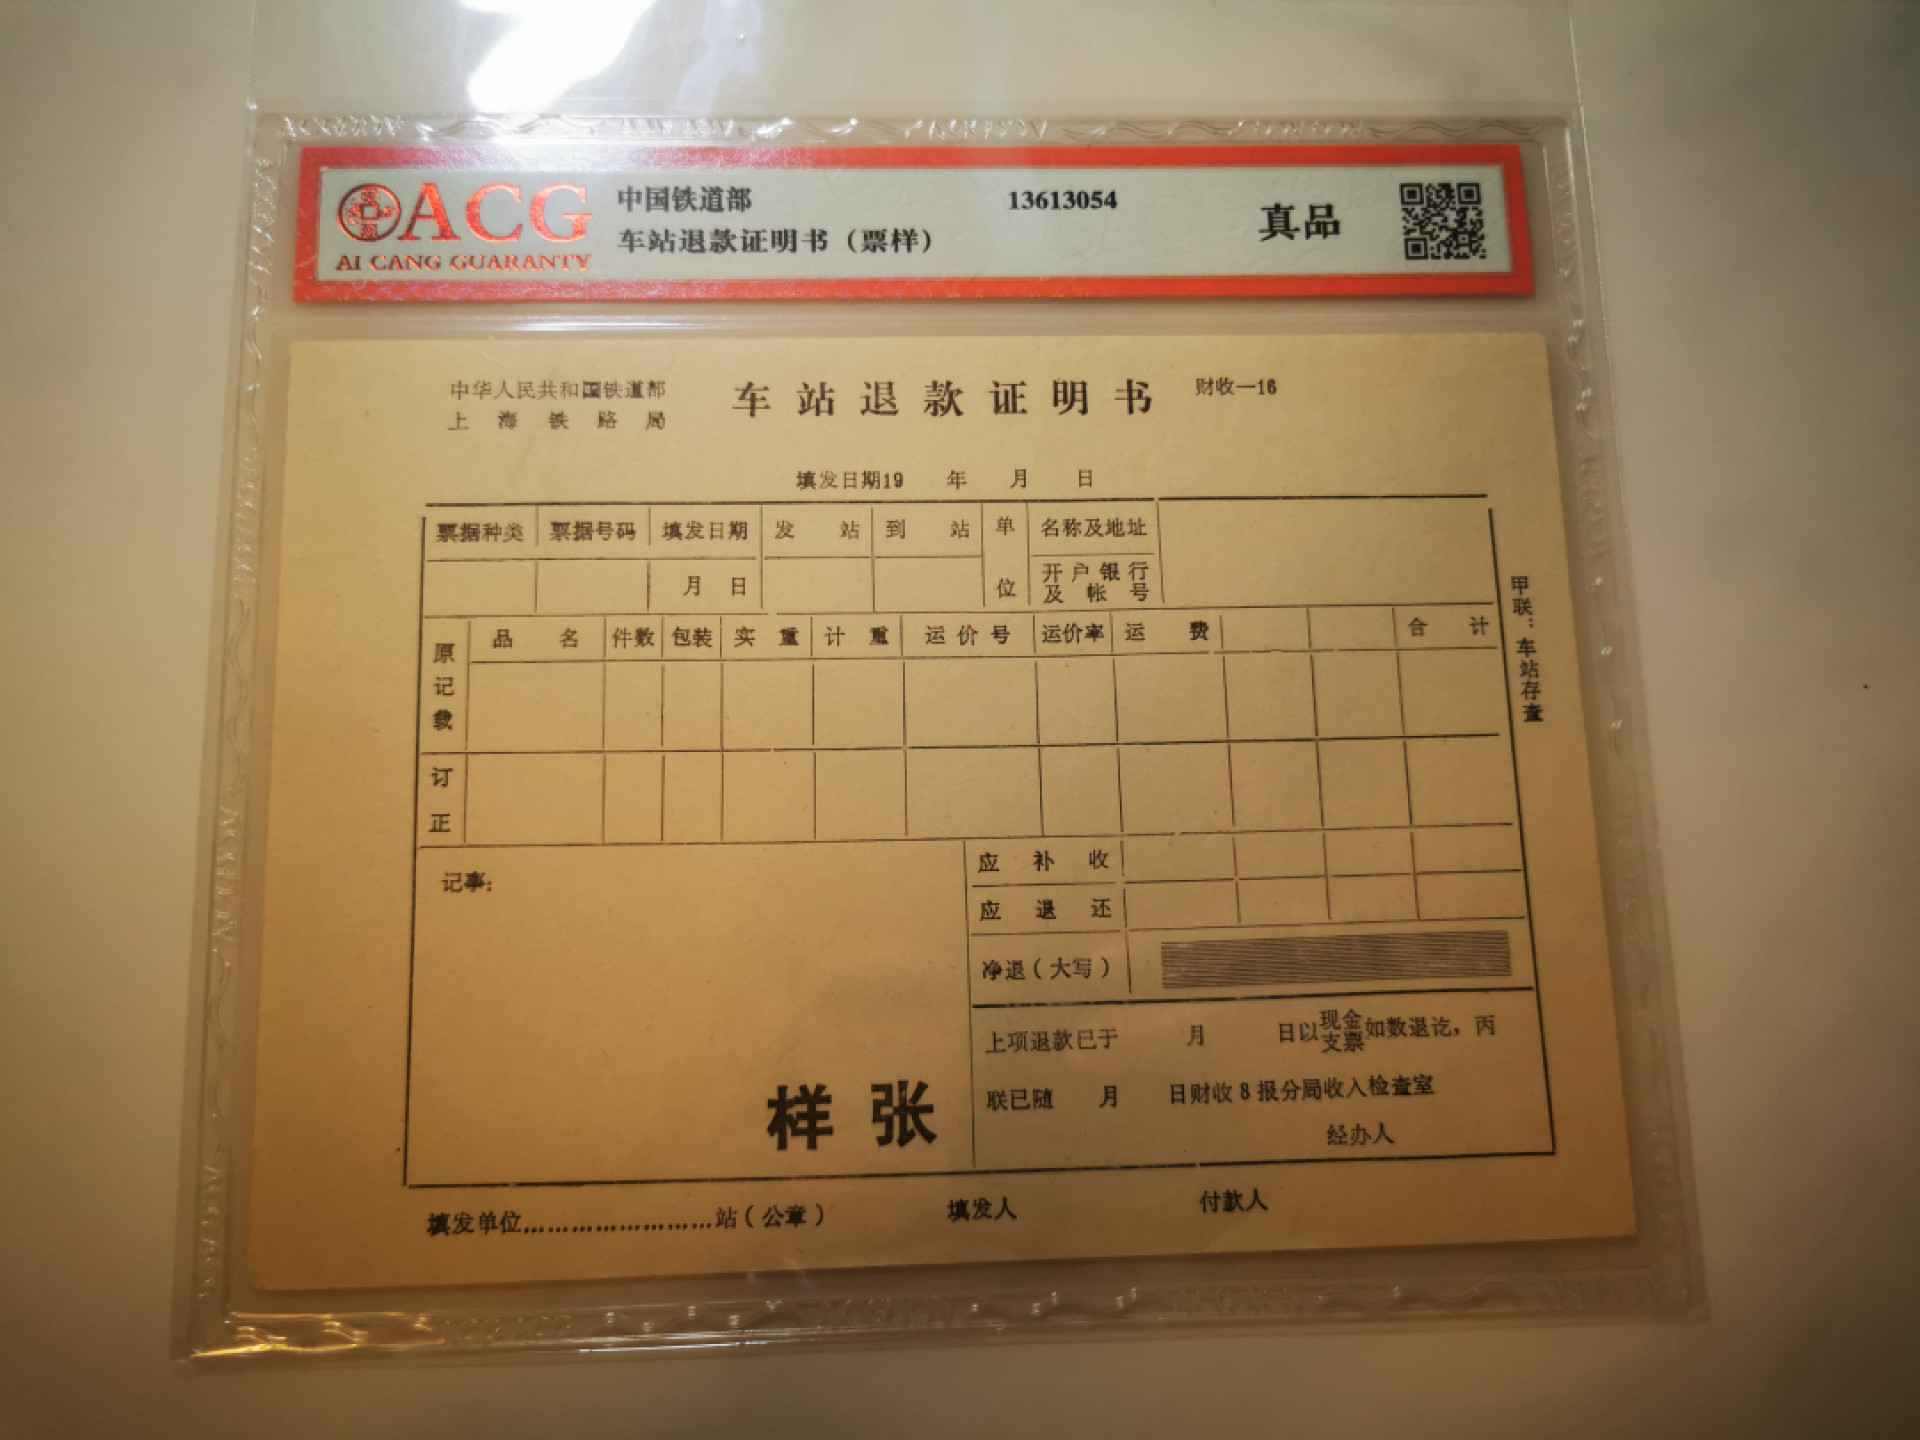 ACG
AI CANG GUARANTY
中国铁道部
车站退款证明书（票样）
13613054
真品
中华人民共和国铁道部
上海铁路局
车站退款证明书
财收—16
填发日期19 年 月 日
票据种类 票据号码 填发日期 发站 到站 单位 名称及地址
月 日 开户银行及帐号
原记载 品名 件数 包装 实重 计重 运价号 运价率 运费 合计
订正
甲联：车站存查
记事：
应补收
应退还
净退（大写）
上项退款已于 月 日以现金支票如数退讫，丙
联已随 月 日财收8报分局收入检查室
经办人
样张
填发单位........................站（公章） 填发人 付款人